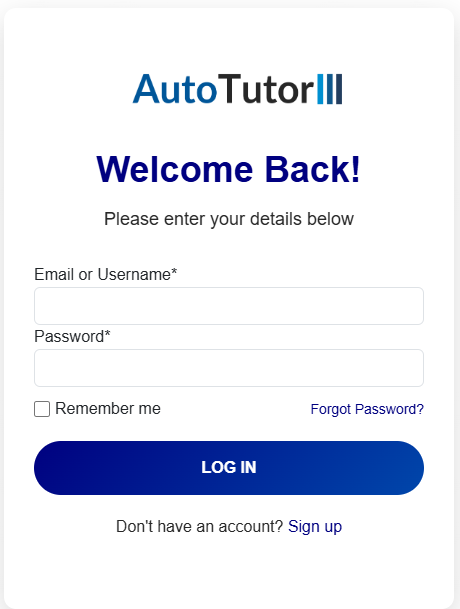 AutoTutor
Welcome Back!
Please enter your details below
Email or Username*
Password*
Remember me
Forgot Password?
LOG IN
Don't have an account? Sign up